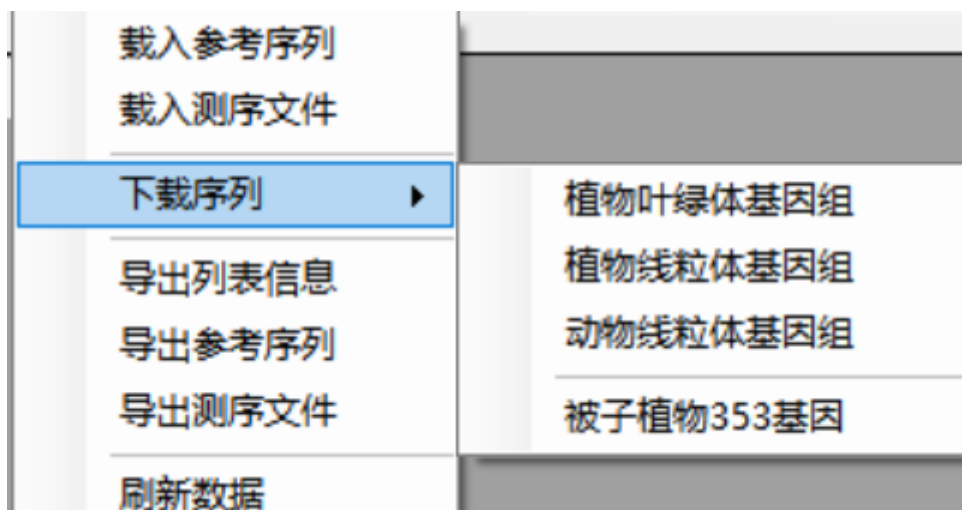 载入参考序列
载入测序文件
下载序列
导出列表信息
导出参考序列
导出测序文件
刷新数据
植物叶绿体基因组
植物线粒体基因组
动物线粒体基因组
被子植物353基因